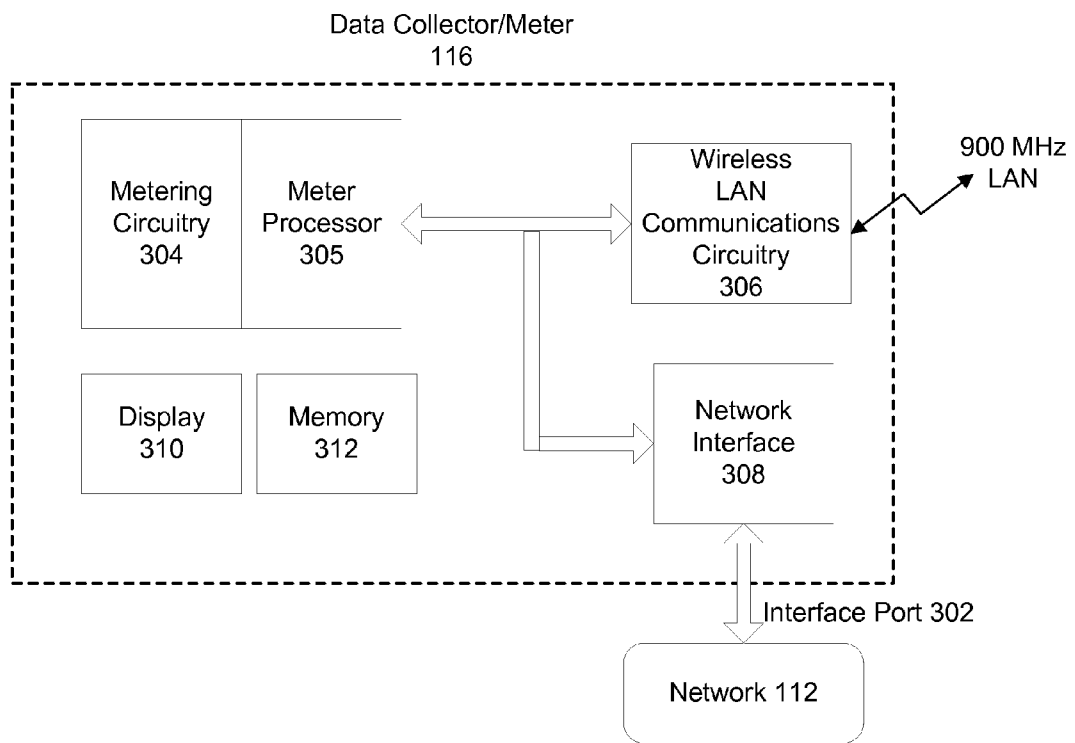 Data Collector/Meter
116
Metering
Circuitry
304
Meter
Processor
305
Wireless
LAN
Communications
Circuitry
306
900 MHz
LAN
Display
310
Memory
312
Network
Interface
308
Interface Port 302
Network 112